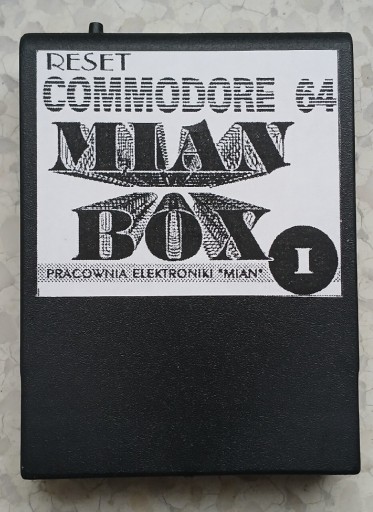 RESET
COMMODORE 64
MIAN
BOX
1
PRACOWNIA ELEKTRONIKI "MIAN"